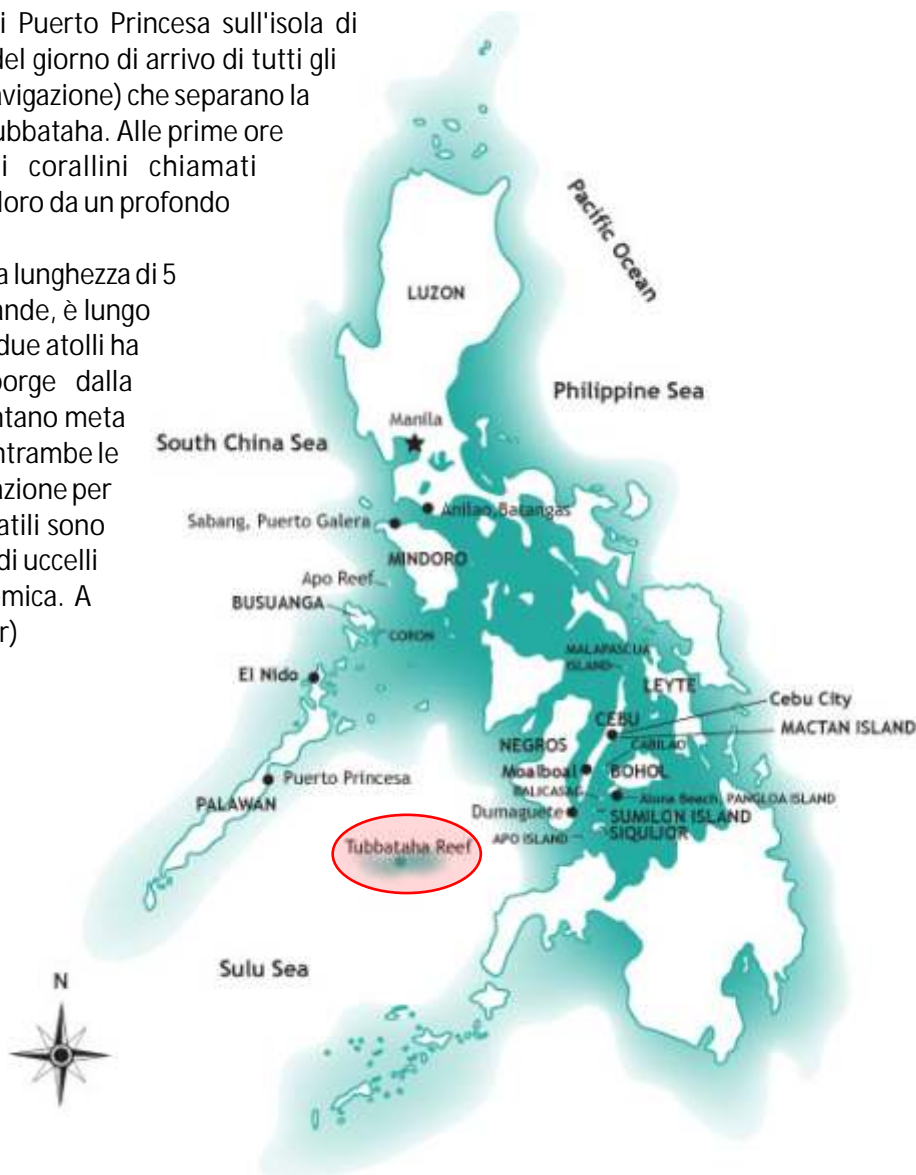 i Puerto Princesa sull'isola di
del giorno di arrivo di tutti gli
avigazione) che separano la
ubbataha. Alle prime ore
i corallini chiamati
loro da un profondo
a lunghezza di 5
ande, è lungo
due atolli ha
porge dalla
ntano meta
ntrambe le
azione per
atili sono
di uccelli
mica. A
r)
Pacific Ocean
LUZON
Philippine Sea
Manila
South China Sea
Anilao, Batangas
Sabang, Puerto Galera
MINDORO
Apo Reef
BUSUANGA
CORON
MALAPASCUA
ISLAND
El Nido
LEYTE
Cebu City
CEBU
MACTAN ISLAND
NEGROS
CABILAO
Moalboal
BOHOL
Puerto Princesa
BALICASAG
Alona Beach, PANGLOA ISLAND
PALAWAN
Dumaguete
SUMILON ISLAND
APO ISLAND
SIQUIJOR
Tubbataha Reef
Sulu Sea
N